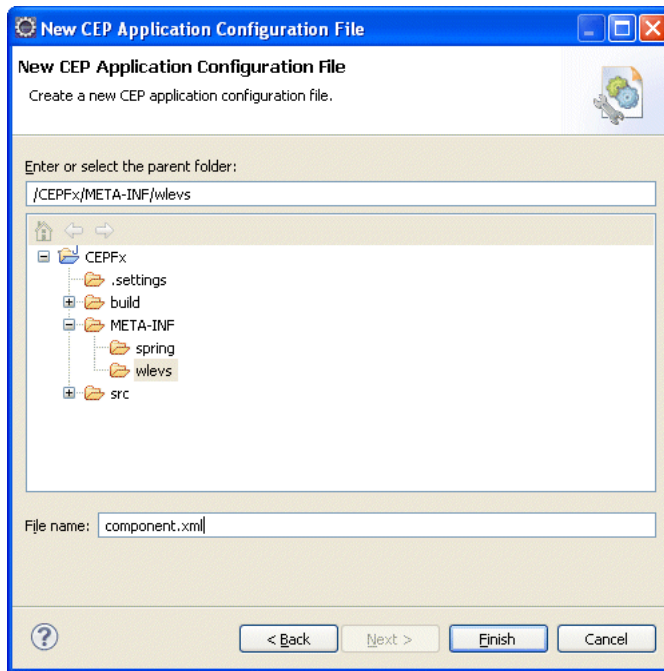 New CEP Application Configuration File
New CEP Application Configuration File
Create a new CEP application configuration file.
Enter or select the parent folder:
/CEPFx/META-INF/wlevs
CEPFx
.settings
build
META-INF
spring
wlevs
src
File name: component.xml
< Back Next > Finish Cancel